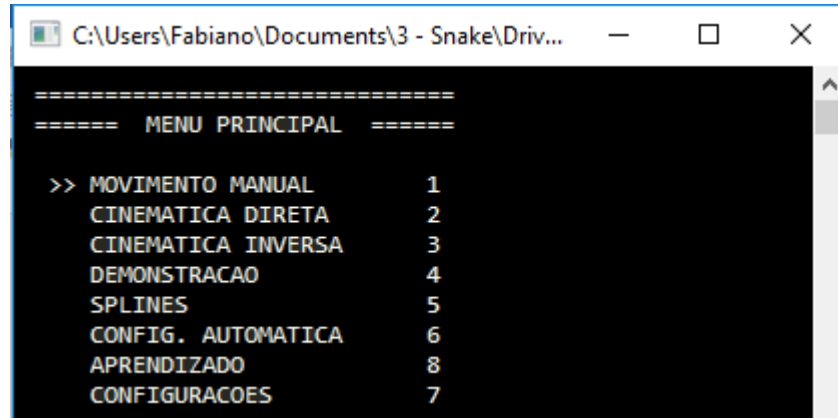 C:\Users\Fabiano\Documents\3 - Snake\Driv...
==============================
====== MENU PRINCIPAL ======
>> MOVIMENTO MANUAL 1
CINEMATICA DIRETA 2
CINEMATICA INVERSA 3
DEMONSTRACAO 4
SPLINES 5
CONFIG. AUTOMATICA 6
APRENDIZADO 8
CONFIGURACOES 7